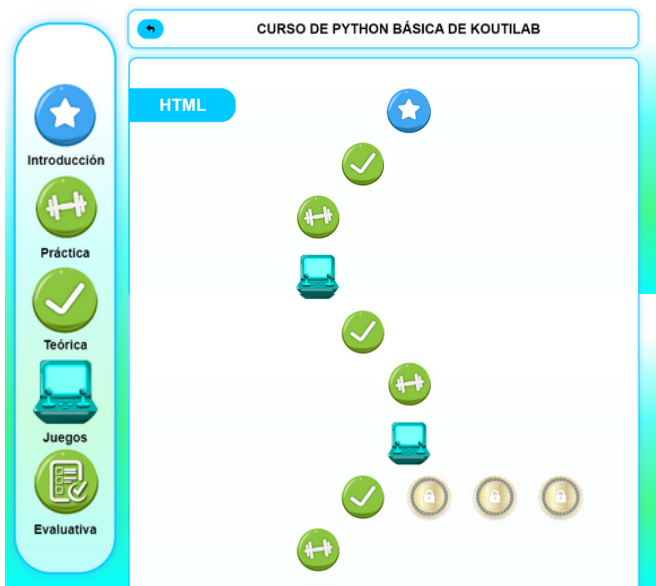 CURSO DE PYTHON BÁSICA DE KOUTILAB
HTML
Introducción
Práctica
Teórica
Juegos
Evaluativa